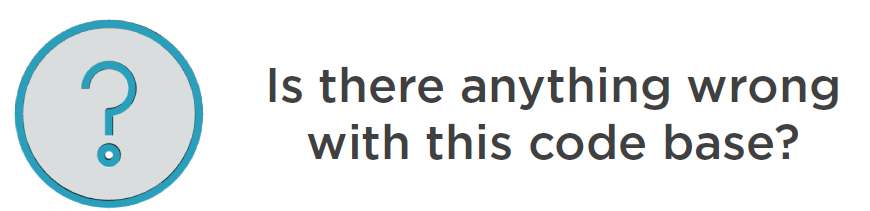 Is there anything wrong
with this code base?